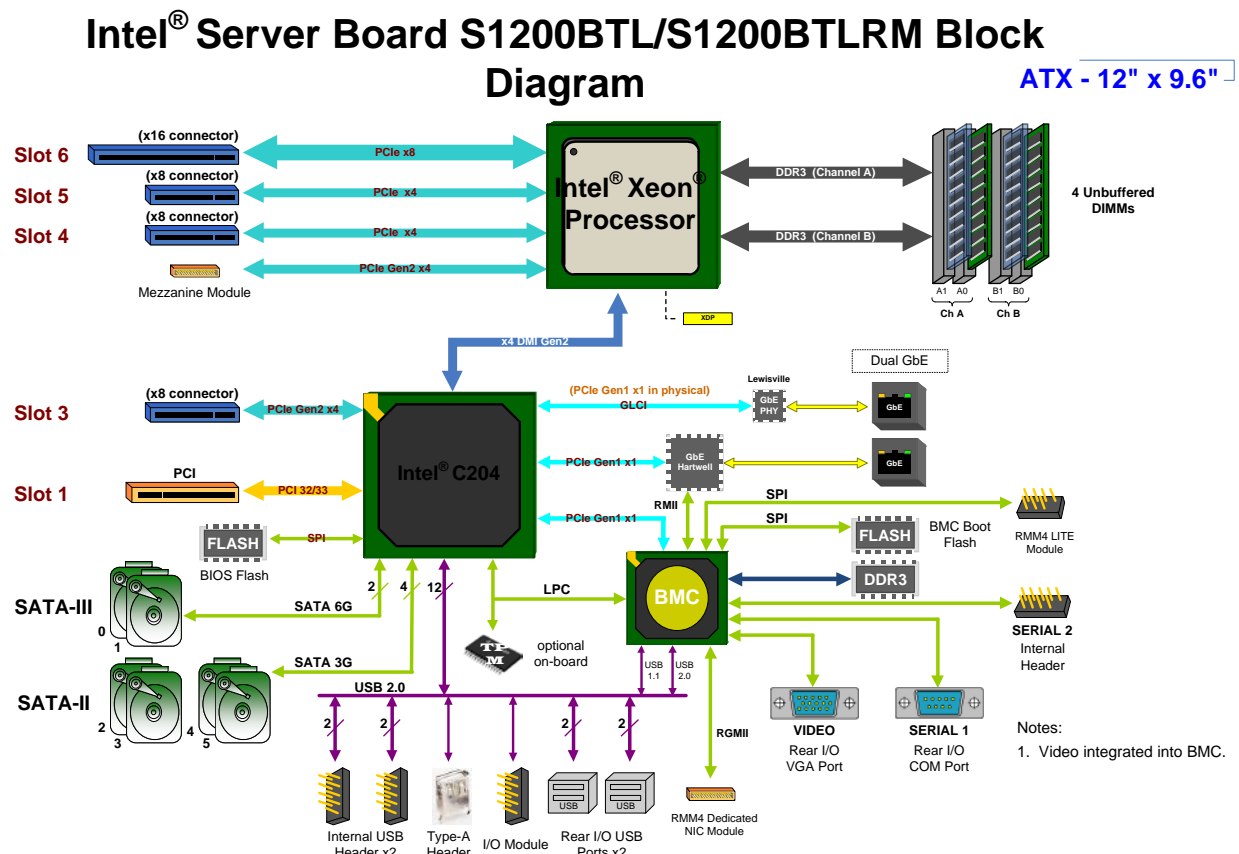 Intel® Server Board S1200BTL/S1200BTLRM Block
Diagram
ATX - 12" x 9.6"
(x16 connector)
Slot 6
PCIe x8
(x8 connector)
Slot 5
PCIe x4
(x8 connector)
Slot 4
PCIe x4
PCIe Gen2 x4
Mezzanine Module
Intel® Xeon®
Processor
DDR3 (Channel A)
DDR3 (Channel B)
4 Unbuffered
DIMMs
A1 A0 B1 B0
Ch A Ch B
XDP
x4 DMI Gen2
Dual GbE
(x8 connector)
Slot 3
PCIe Gen2 x4
(PCIe Gen1 x1 in physical)
GLCI
Lewisville
GbE
PHY
GbE
Intel® C204
PCIe Gen1 x1
GbE
Hartwell
GbE
PCI
Slot 1
PCI 32/33
RMII
SPI
SPI
PCIe Gen1 x1
FLASH
SPI
BIOS Flash
FLASH
BMC Boot
Flash
RMM4 LITE
Module
DDR3
2
4
12
LPC
BMC
SATA-III
0
1
SATA 6G
TP
M
optional
on-board
SERIAL 2
Internal
Header
SATA 3G
USB
1.1
USB
2.0
SATA-II
2
3
4
5
USB 2.0
2
2
2
2
RGMII
VIDEO
Rear I/O
VGA Port
SERIAL 1
Rear I/O
COM Port
Notes:
1. Video integrated into BMC.
USB
USB
RMM4 Dedicated
NIC Module
Internal USB
Header x2
Type-A
Header
I/O Module
Rear I/O USB
Ports x2